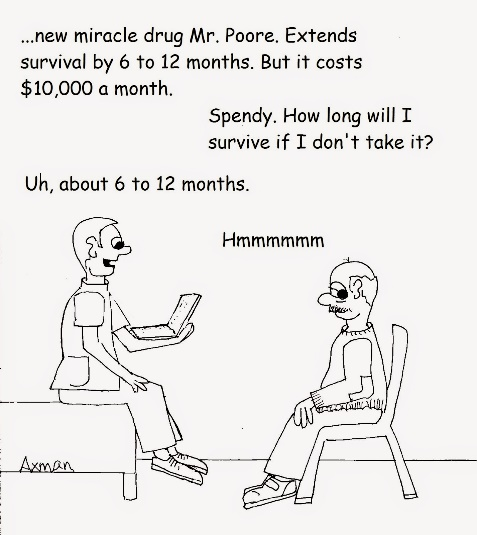 ...new miracle drug Mr. Poore. Extends
survival by 6 to 12 months. But it costs
$10,000 a month.
Spendy. How long will I
survive if I don't take it?
Uh, about 6 to 12 months.
Hmmmmmm
Axman